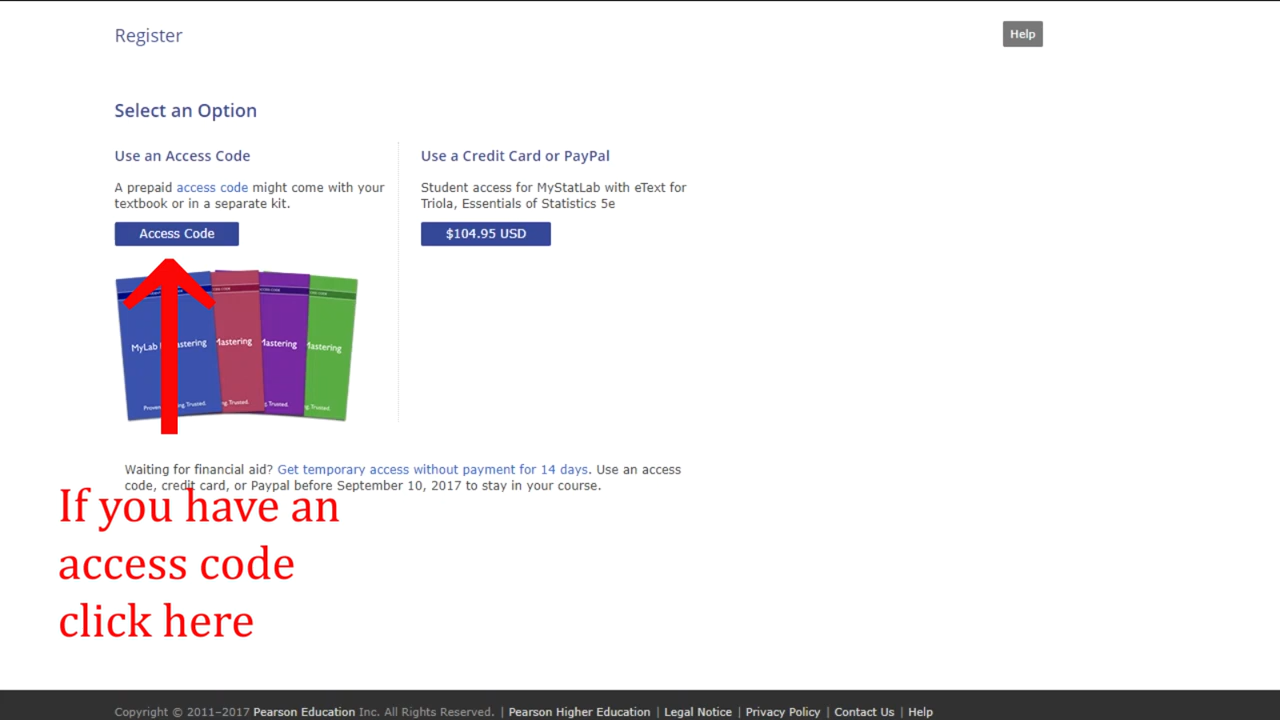 Register
Help
Select an Option
Use an Access Code
A prepaid access code might come with your
textbook or in a separate kit.
Access Code
Use a Credit Card or PayPal
Student access for MyStatLab with eText for
Triola, Essentials of Statistics 5e
$104.95 USD
MyLab
Waiting for financial aid? Get temporary access without payment for 14 days. Use an access
code, credit card, or Paypal before September 10, 2017 to stay in your course.
If you have an
access code
click here
Copyright © 2011–2017 Pearson Education Inc. All Rights Reserved. | Pearson Higher Education | Legal Notice | Privacy Policy | Contact Us | Help